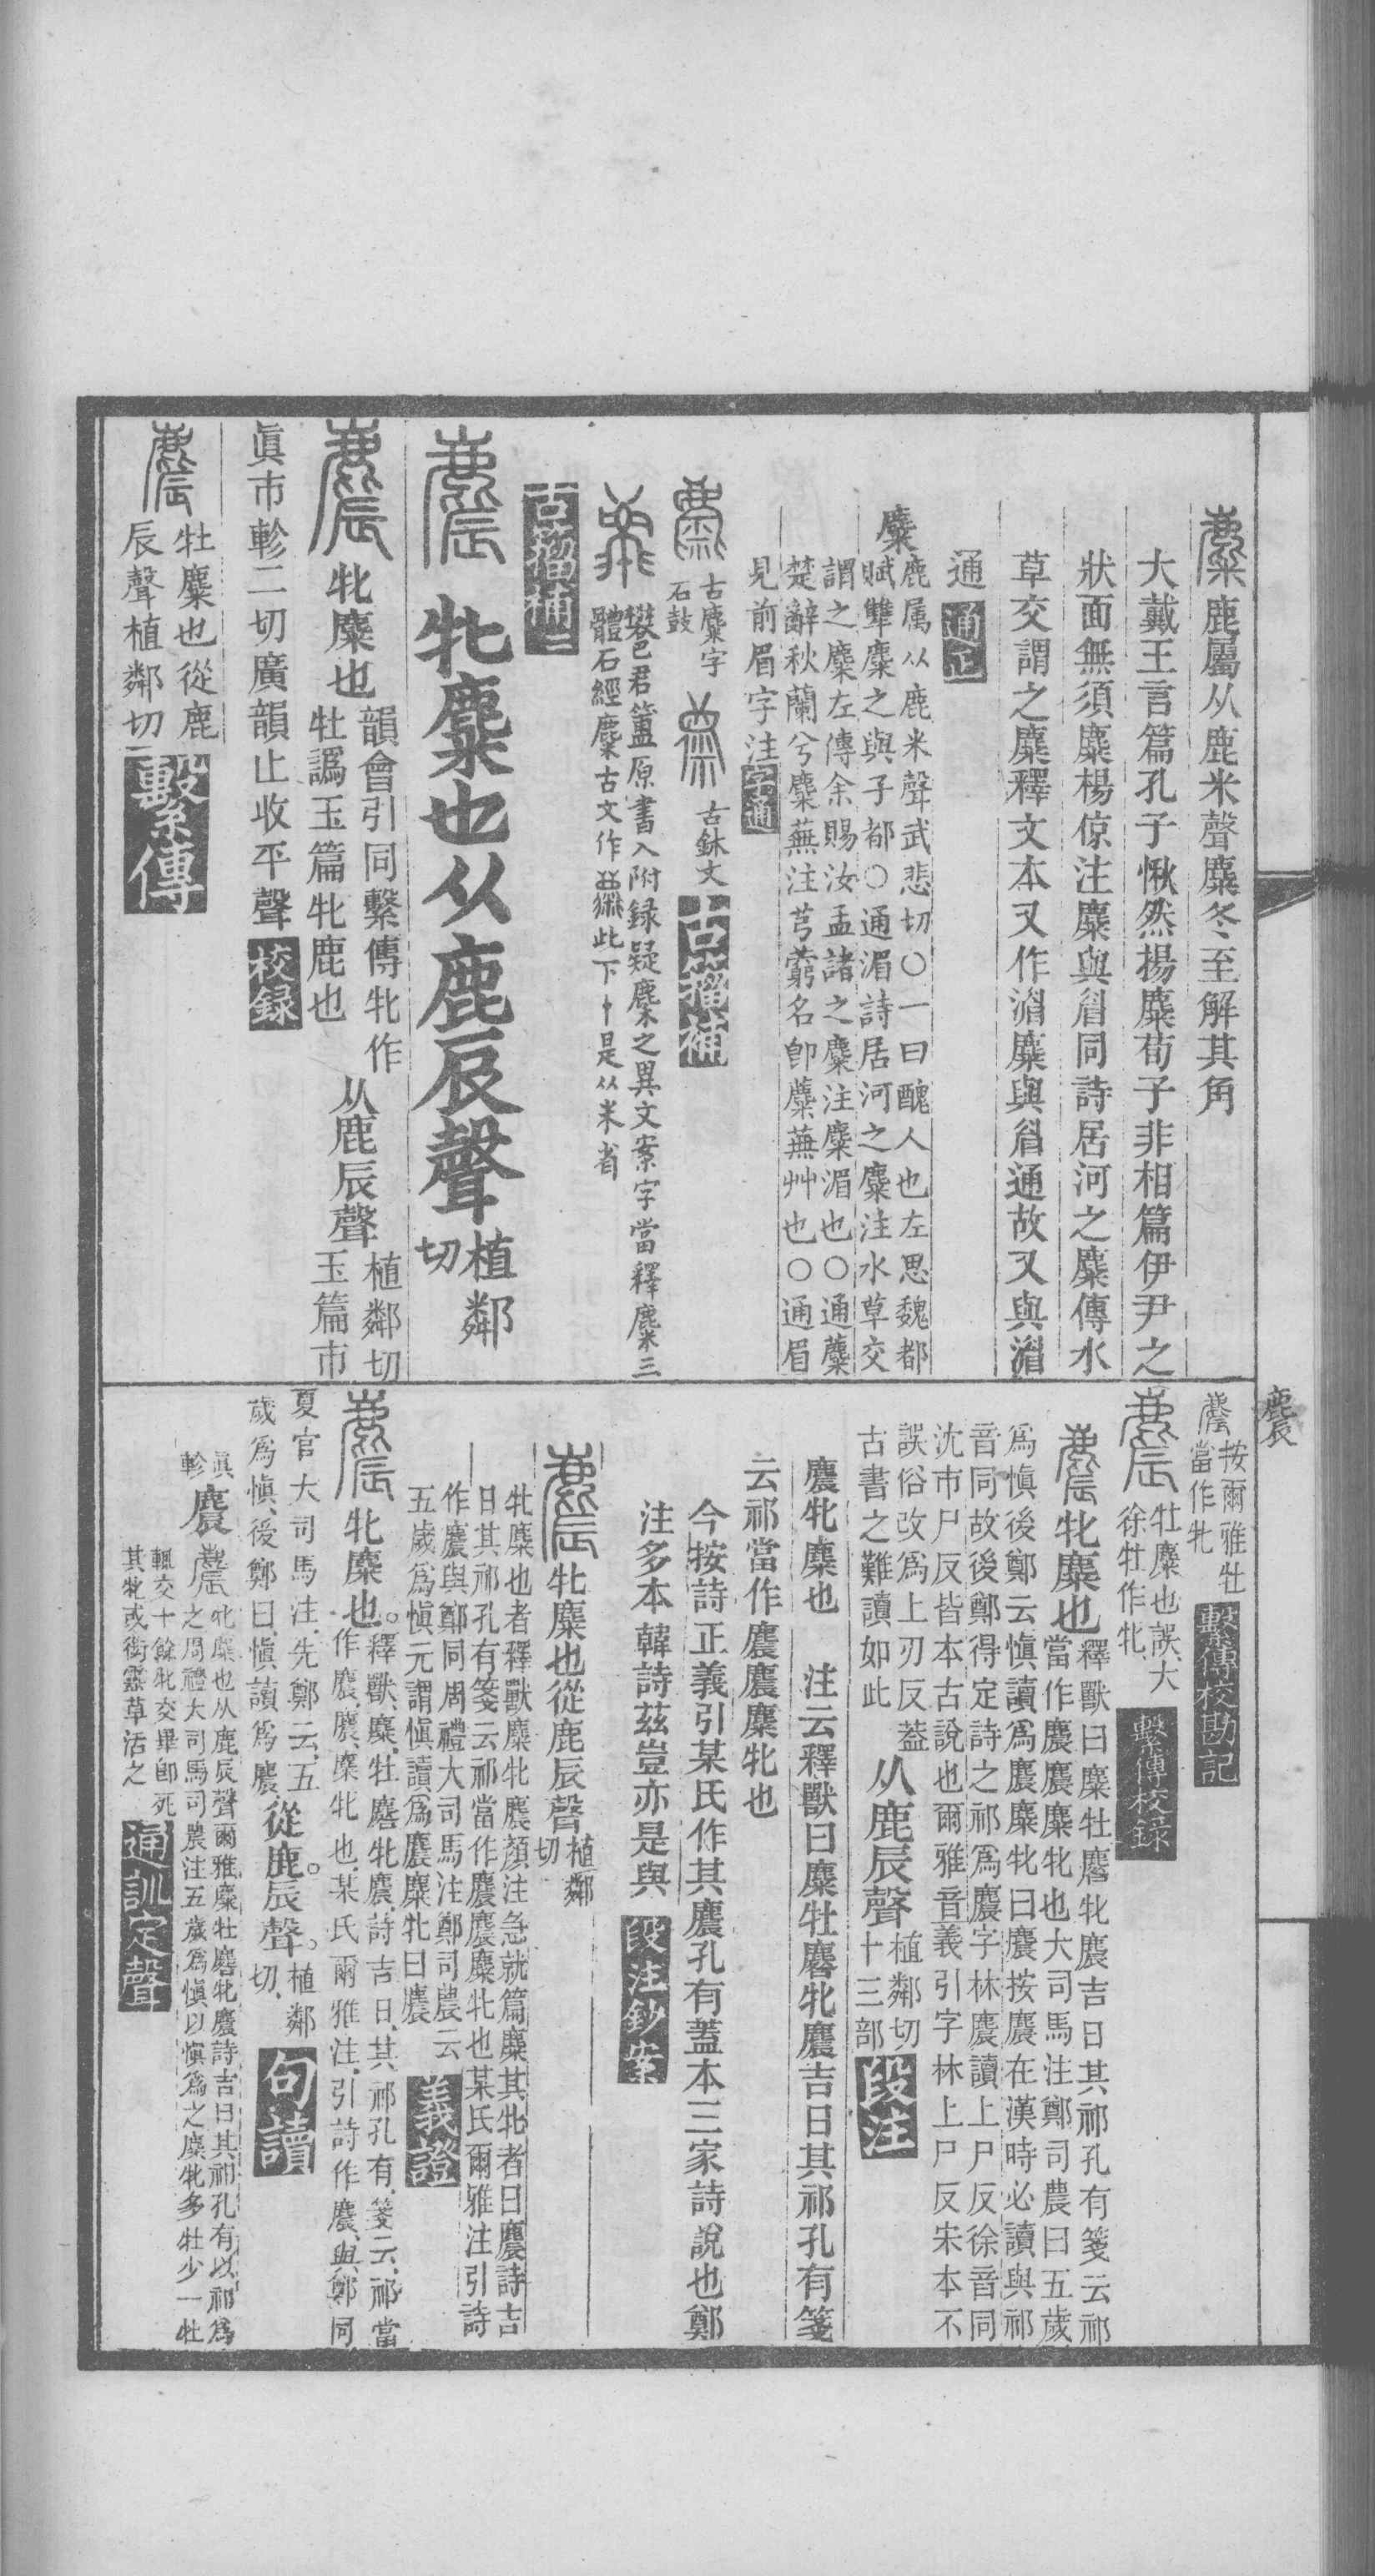 麋鹿屬从鹿米聲麋冬至解其角
大戴王言篇孔子愀然揚麋荀子非相篇伊尹之
狀面無須麋楊倞注麋與眉同詩居河之麋傳水
草交謂之麋釋文本又作湄麋與眉通故又與湄
通 通正
麋
鹿属从鹿米聲武悲切○一曰醜人也左思魏都
賦雙麋之與子都○通湄詩居河之麋注水草交
謂之麋左傳余賜汝孟諸之麋注麋湄也○通蘪
楚辭秋蘭兮麋蕪注芎藭名即蘪蕪艸也○通眉
見前眉字注 字通
古麋字
石鼓
古鉥文 古籀補
𥂴 原書入附録疑麋之異文案字當釋麋三
體石經麋古文作 此下 是从米省
古籀補二
麎 牝麋也从鹿辰聲 植鄰
切
麎 牝麋也 韻會引同繫傳牝作
牡譌玉篇牝鹿也
从鹿辰聲 植鄰切
玉篇市
眞市軫二切廣韻止收平聲 校録
麎 牡麋也從鹿
辰聲植鄰切 繫傳
麎
麎 按爾雅牡
當作牝 繫傳校勘記
麎 牡麋也誤大
徐牡作牝 繫傳校録
麎 牝麋也 釋獸曰麋牡麔牝麎吉日其祁孔有箋云祁
當作麎麎麋牝也大司馬注鄭司農曰五歲
爲慎後鄭云慎讀爲麎麋牝曰麎按麎在漢時必讀與祁
音同故後鄭得定詩之祁爲麎字林麎讀上尸反徐音同
沈市尸反皆本古說也爾雅音義引字林上尸反宋本不
誤俗改爲上刃反葢
古書之難讀如此
从鹿辰聲 植鄰切
十三部 段注
麎牝麋也 注云釋獸曰麋牡麔牝麎吉日其祁孔有箋
云祁當作麎麎麋牝也
今按詩正義引某氏作其麎孔有蓋本三家詩說也鄭
注多本韓詩茲豈亦是與 段注鈔案
麎 牝麋也從鹿辰聲 植鄰
切
牝麋也者釋獸麋牝麎顏注急就篇麋其牝者曰麎詩吉
日其祁孔有箋云祁當作麎麎麋牝也某氏爾雅注引詩
作麎與鄭同周禮大司馬注鄭司農云
五歲爲慎元謂慎讀爲麎麋牝曰麎 義證
麎 牝麋也。 釋獸、麋、牡麔牝麎、詩吉日、其祁孔有、箋云、祁當
作麎、麎、麋牝也、某氏爾雅注、引詩作麎、與鄭同、
夏官大司馬注、先鄭云、五
歲爲慎、後鄭曰、慎讀爲麎、
從鹿。辰聲。 植鄰
切、 句讀
眞
軫
麎 牝麋也从鹿辰聲爾雅麋牡麔牝麎詩吉日其祁孔有以祁爲
之周禮大司馬司農注五歲爲慎以慎爲之麋牝多牡少一牡
輒交十餘牝交畢卽死
其牝或銜靈草活之 通訓定聲